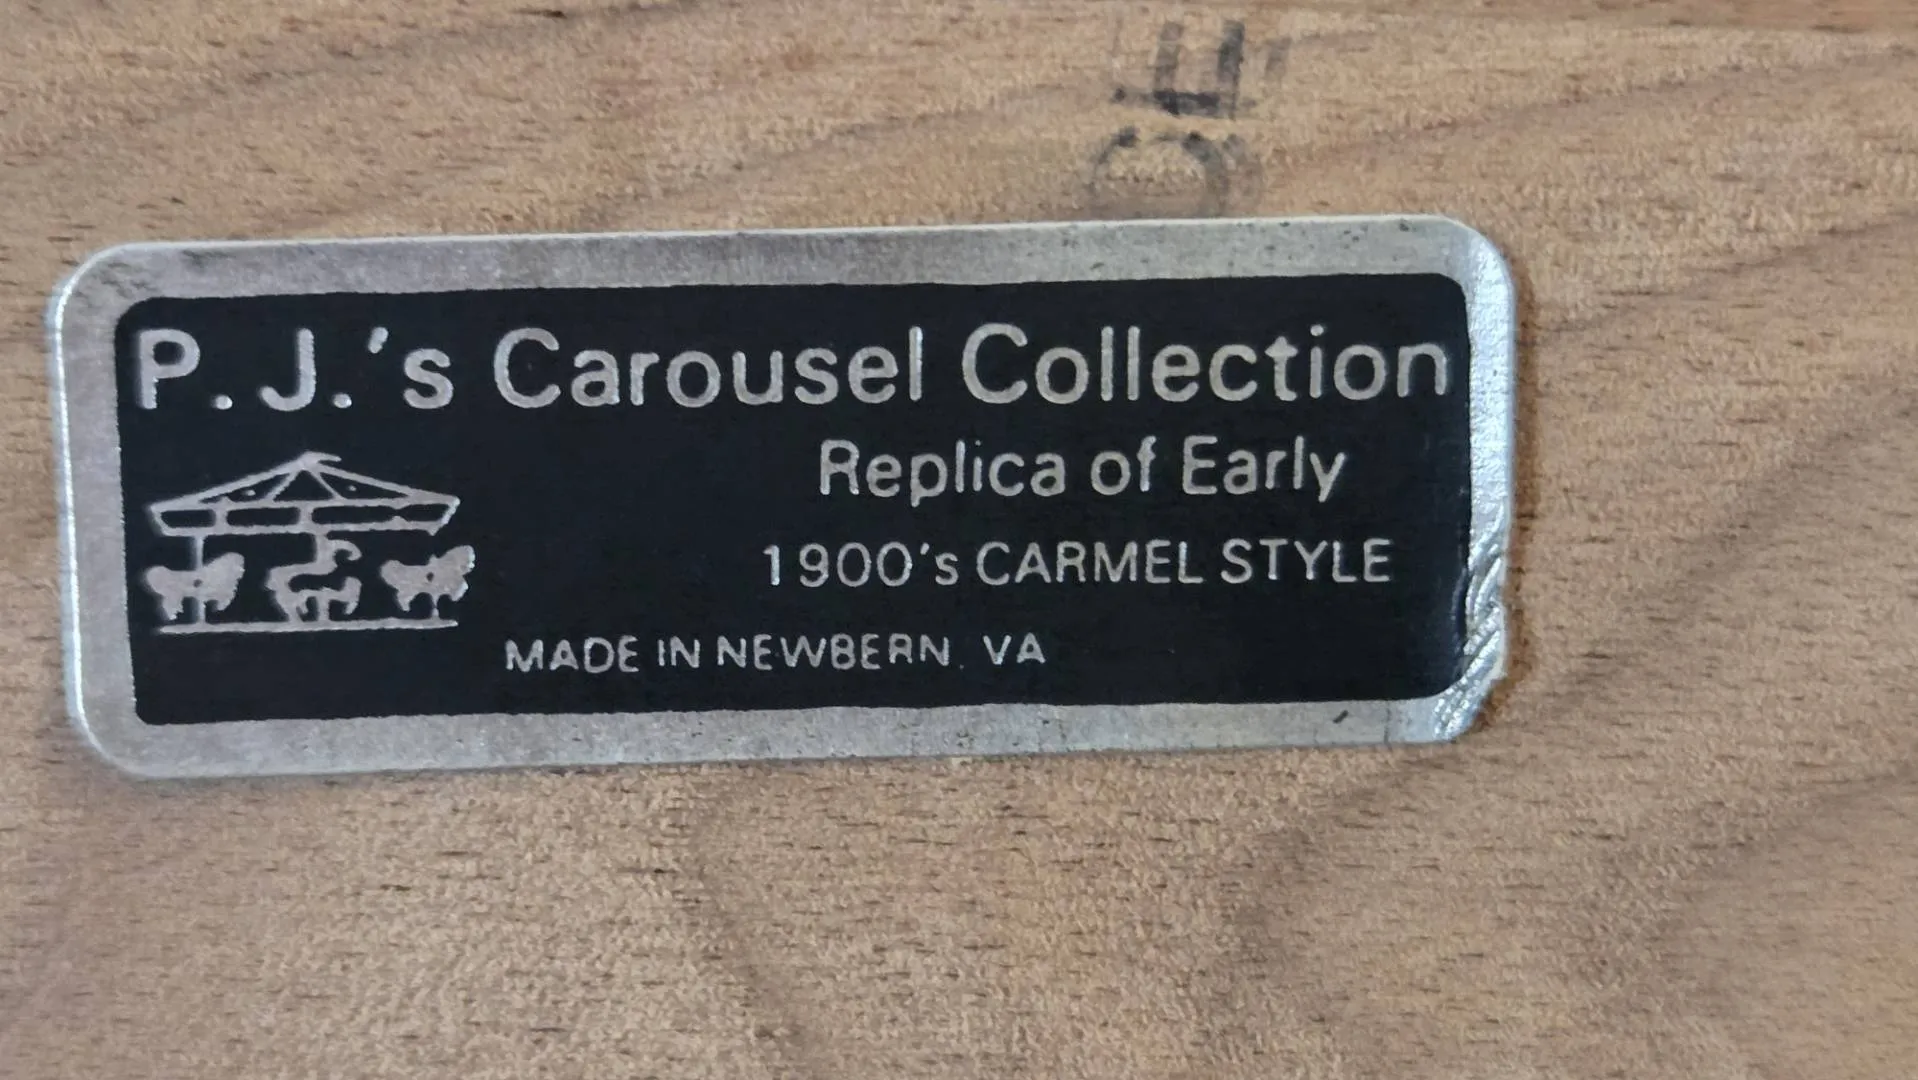 P. J.'s Carousel Collection
Replica of Early
1900's CARMEL STYLE
MADE IN NEWBERN, VA